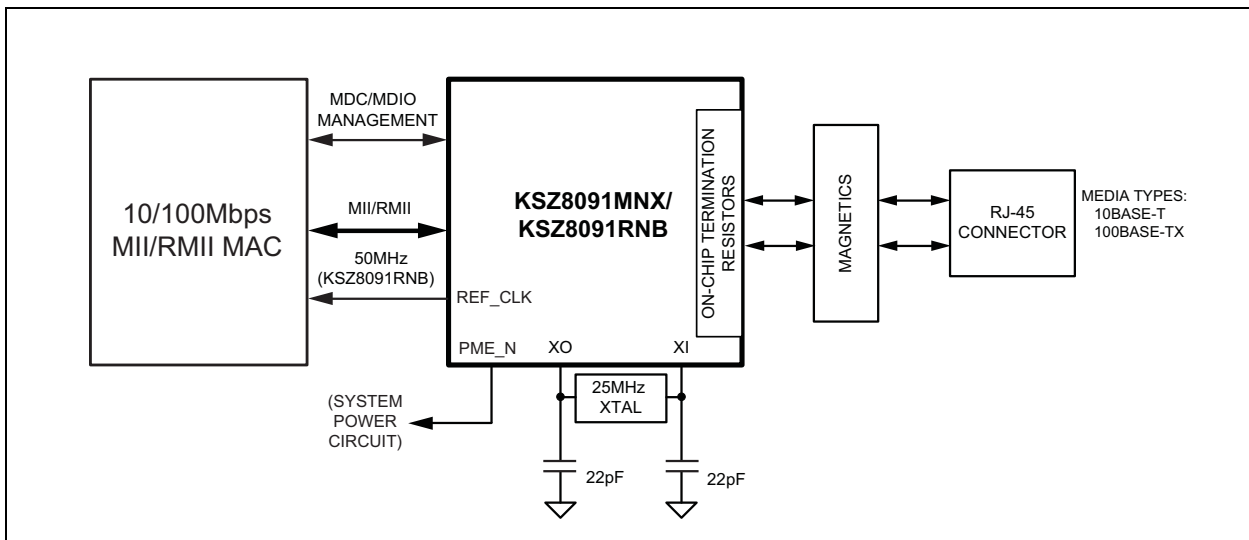 10/100Mbps
MII/RMII MAC
MDC/MDIO
MANAGEMENT
MII/RMII
50MHz
(KSZ8091RNB)
KSZ8091MNX/
KSZ8091RNB
REF_CLK
PME_N
XO
XI
ON-CHIP TERMINATION
RESISTORS
MAGNETICS
RJ-45
CONNECTOR
MEDIA TYPES:
10BASE-T
100BASE-TX
25MHz
XTAL
(SYSTEM
POWER
CIRCUIT)
22pF
22pF